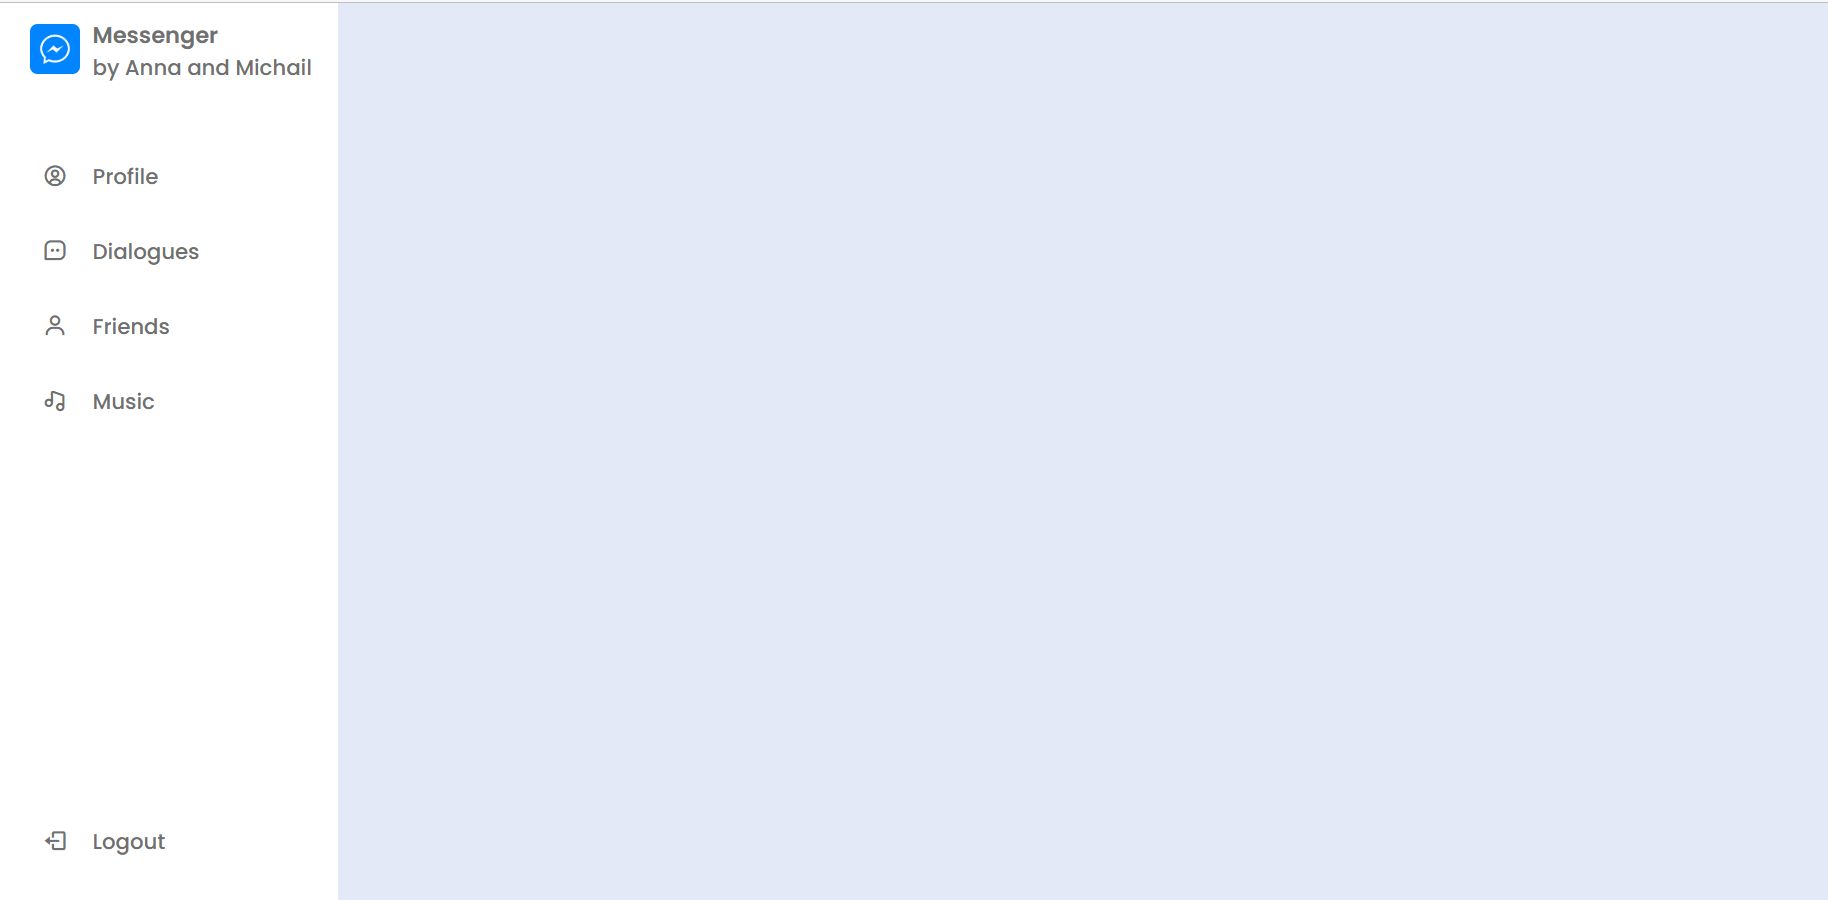 Messenger
by Anna and Michail
Profile
Dialogues
Friends
Music
Logout